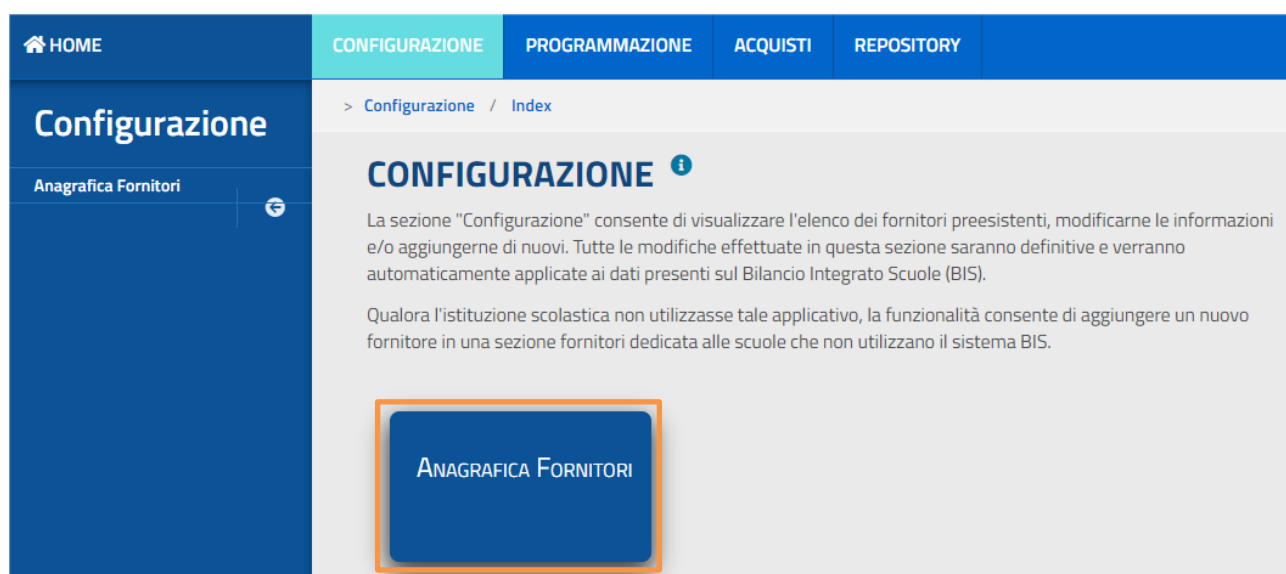 HOME
CONFIGURAZIONE PROGRAMMAZIONE ACQUISTI REPOSITORY
Configurazione
Anagrafica Fornitori
> Configurazione / Index
CONFIGURAZIONE
La sezione "Configurazione" consente di visualizzare l'elenco dei fornitori preesistenti, modificarne le informazioni
e/o aggiungerne di nuovi. Tutte le modifiche effettuate in questa sezione saranno definitive e verranno
automaticamente applicate ai dati presenti sul Bilancio Integrato Scuole (BIS).
Qualora l'istituzione scolastica non utilizzasse tale applicativo, la funzionalità consente di aggiungere un nuovo
fornitore in una sezione fornitori dedicata alle scuole che non utilizzano il sistema BIS.
Anagrafica Fornitori